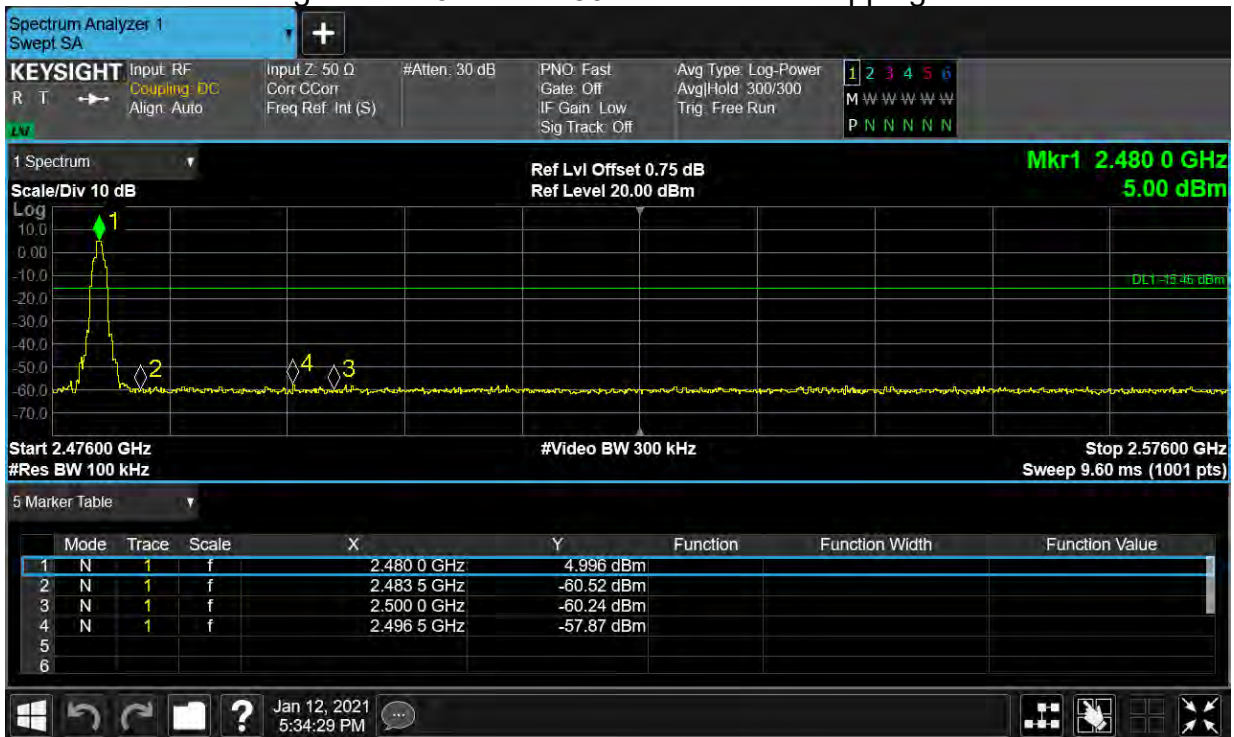 Spectrum Analyzer 1
Swept SA
+
KEYSIGHT Input: RF Input Z: 50 Ω #Atten: 30 dB PNO: Fast Avg Type: Log-Power 1 2 3 4 5 6
R T Coupling: DC Corr CCorr Gate: Off Avg|Hold: 300/300 M W W W W W
Align: Auto Freq Ref: Int (S) IF Gain: Low Trig: Free Run
LXI Sig Track: Off P N N N N N
1 Spectrum Ref Lvl Offset 0.75 dB Mkr1 2.480 0 GHz
Scale/Div 10 dB Ref Level 20.00 dBm 5.00 dBm
Log
1
10.0
0.00
-10.0
DL1 -15.46 dBm
-20.0
-30.0
-40.0
-50.0
2 4 3
-60.0
-70.0
Start 2.47600 GHz #Video BW 300 kHz Stop 2.57600 GHz
#Res BW 100 kHz Sweep 9.60 ms (1001 pts)
5 Marker Table
Mode Trace Scale X Y Function Function Width Function Value
1 N 1 f 2.480 0 GHz 4.996 dBm
2 N 1 f 2.483 5 GHz -60.52 dBm
3 N 1 f 2.500 0 GHz -60.24 dBm
4 N 1 f 2.496 5 GHz -57.87 dBm
5
6
? Jan 12, 2021
5:34:29 PM